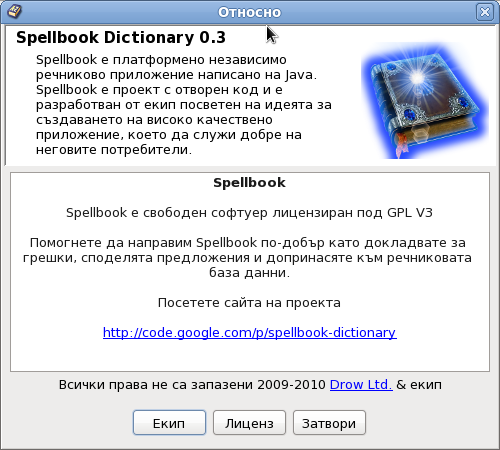 Относно
Spellbook Dictionary 0.3
Spellbook е платформено независимо
речниково приложение написано на Java.
Spellbook е проект с отворен код и е
разработван от екип посветен на идеята за
създаването на високо качествено
приложение, което да служи добре на
неговите потребители.
Spellbook
Spellbook е свободен софтуер лицензиран под GPL V3
Помогнете да направим Spellbook по-добър като докладвате за
грешки, споделята предложения и допринасяте към речниковата
база данни.
Посетете сайта на проекта
http://code.google.com/p/spellbook-dictionary
Всички права не са запазени 2009-2010 Drow Ltd. & екип
Екип
Лиценз
Затвори